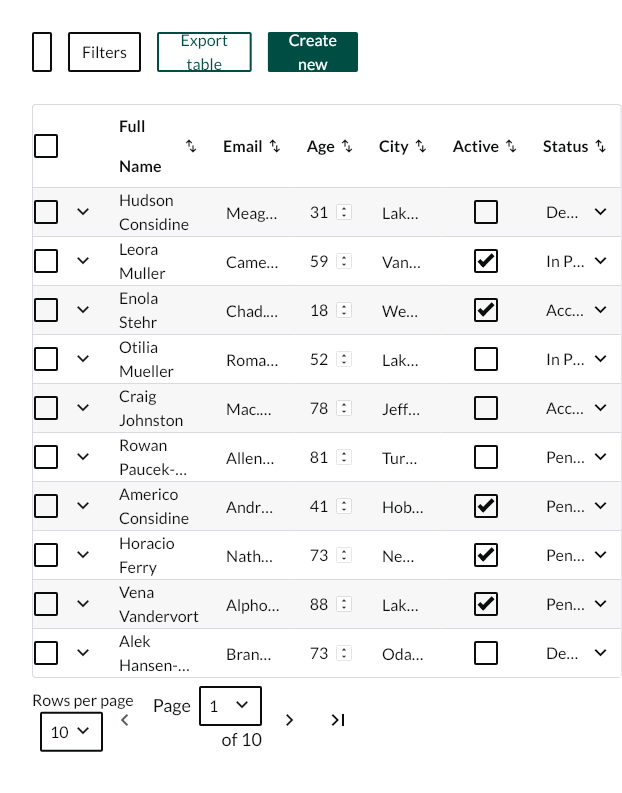 Filters
Export
table
Create
new
Full
Name
Email
Age
City
Active
Status
Hudson
Considine
Meag...
31
Lak...
De...
Leora
Muller
Came...
59
Van...
In P...
Enola
Stehr
Chad....
18
We...
Acc...
Otilia
Mueller
Roma...
52
Lak...
In P...
Craig
Johnston
Mac....
78
Jeff...
Acc...
Rowan
Paucek-...
Allen...
81
Tur...
Pen...
Americo
Considine
Andr...
41
Hob...
Pen...
Horacio
Ferry
Nath...
73
Ne...
Pen...
Vena
Vandervort
Alpho...
88
Lak...
Pen...
Alek
Hansen-...
Bran...
73
Oda...
De...
Rows per page
10
Page
1
of 10